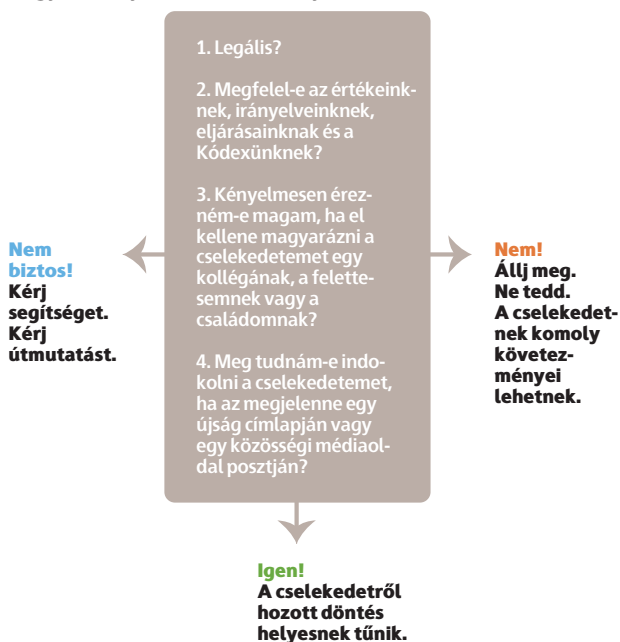 1. Legális?
2. Megfelel-e az értékeink-
nek, irányelveinknek,
eljárásainknak és a
Kódexünknek?
3. Kényelmesen érez-
ném-e magam, ha el
kellene magyarázni a
cselekedetemet egy
kollégának, a felette-
semnek vagy a
családomnak?
4. Meg tudnám-e indo-
kolni a cselekedetemet,
ha az megjelenne egy
újság címlapján vagy
egy közösségi médiaol-
dal posztján?
Nem
biztos!
Kérj
segítséget.
Kérj
útmutatást.
Nem!
Állj meg.
Ne tedd.
A cselekedet-
nek komoly
következ-
ményei
lehetnek.
Igen!
A cselekedetről
hozott döntés
helyesnek tűnik.